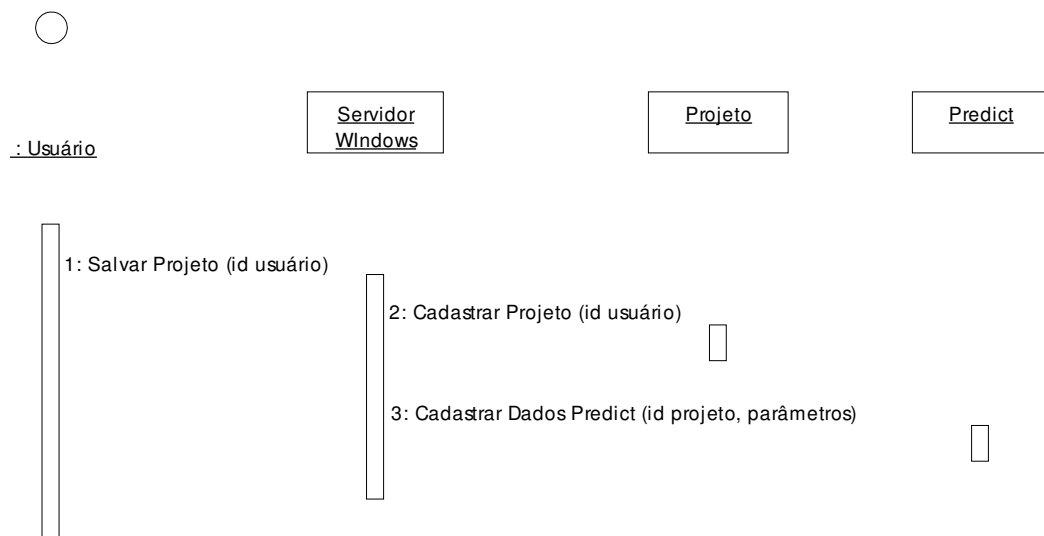 Servidor
WIndows
Projeto
Predict
: Usuário
1: Salvar Projeto (id usuário)
2: Cadastrar Projeto (id usuário)
3: Cadastrar Dados Predict (id projeto, parâmetros)